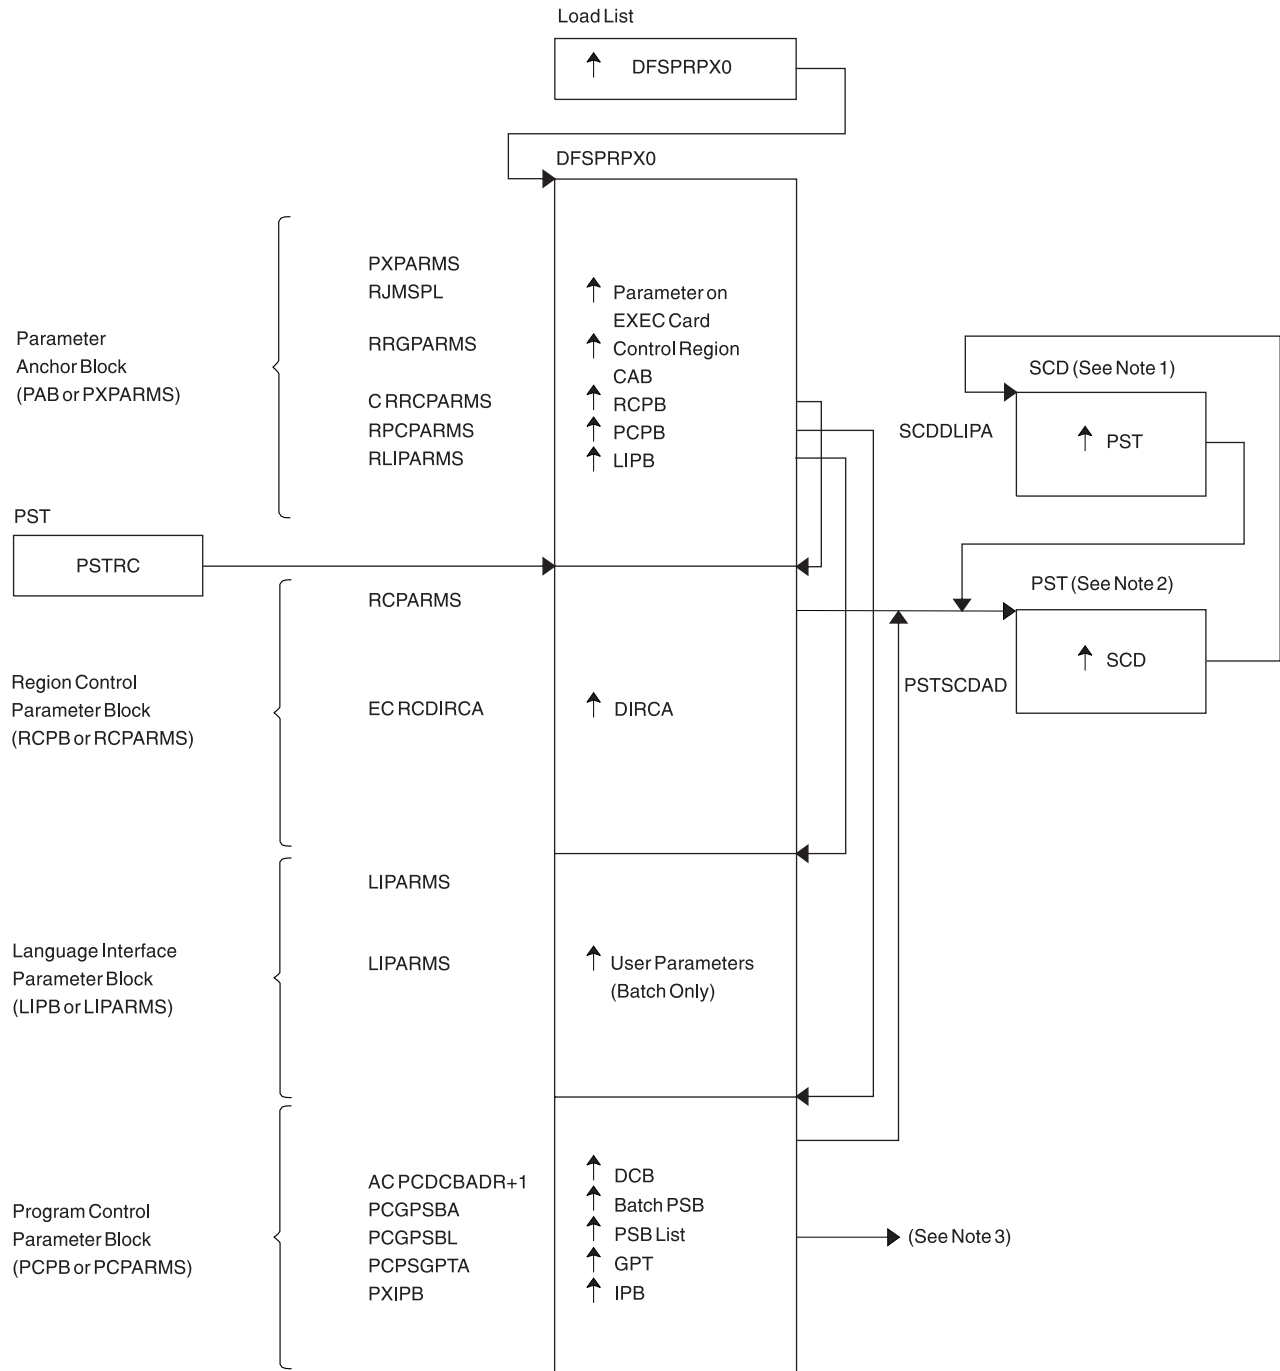 Load List
DFSPRPX0
DFSPRPX0
Parameter
Anchor Block
(PAB or PXPARMS)
PXPARMS
RJMSPL
RRGPARMS
C RRCPARMS
RPCPARMS
RLIPARMS
Parameter on
EXEC Card
Control Region
CAB
RCPB
PCPB
LIPB
SCD (See Note 1)
SCDDLIPA
PST
PST
PSTRC
PST (See Note 2)
SCD
PSTSCDAD
Region Control
Parameter Block
(RCPB or RCPARMS)
RCPARMS
EC RCDIRCA
DIRCA
Language Interface
Parameter Block
(LIPB or LIPARMS)
LIPARMS
LIPARMS
User Parameters
(Batch Only)
Program Control
Parameter Block
(PCPB or PCPARMS)
AC PCDCBADR+1
PCGPSBA
PCGPSBL
PCPSGPTA
PXIPB
DCB
Batch PSB
PSB List
GPT
IPB
(See Note 3)